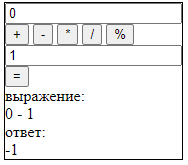 0
+ - * / %
1
=
выражение:
0 - 1
ответ:
-1